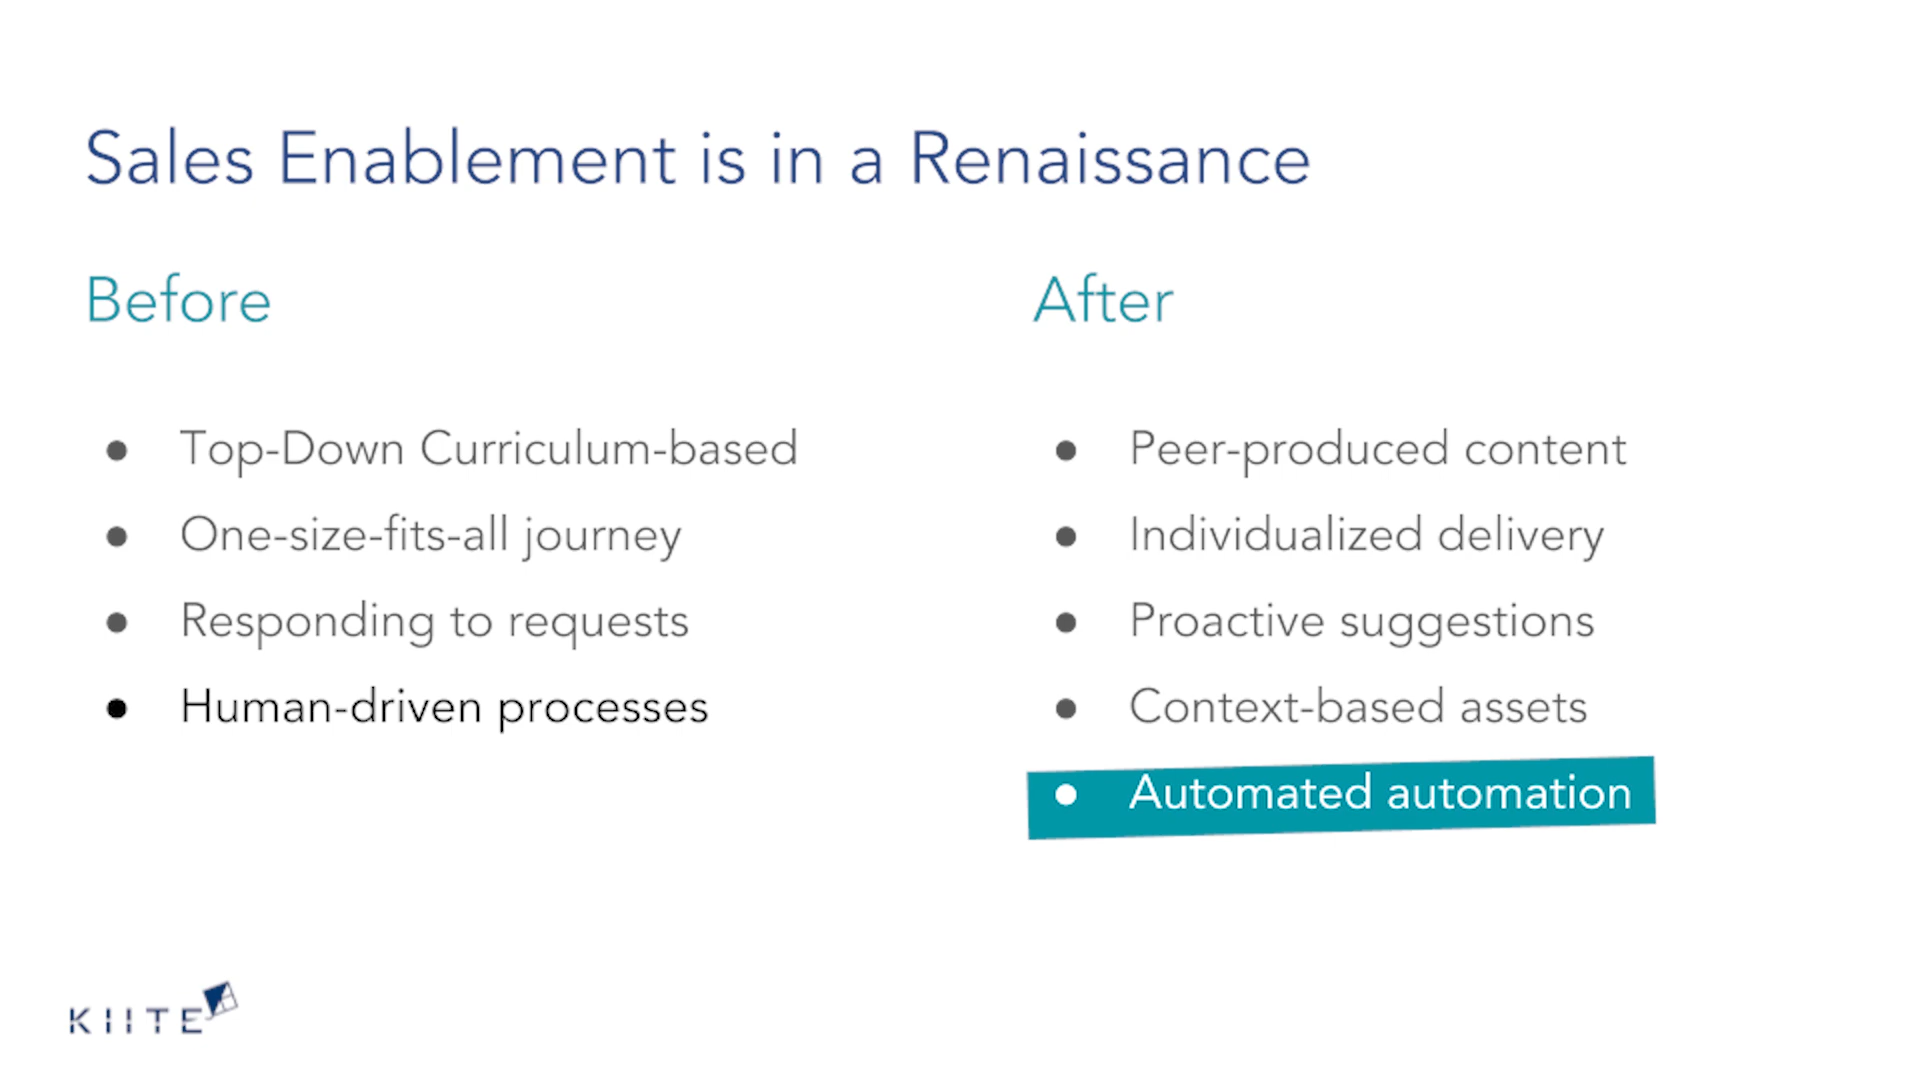 Sales Enablement is in a Renaissance
Before
Top-Down Curriculum-based
One-size-fits-all journey
Responding to requests
Human-driven processes
After
Peer-produced content
Individualized delivery
Proactive suggestions
Context-based assets
Automated automation
KIITE